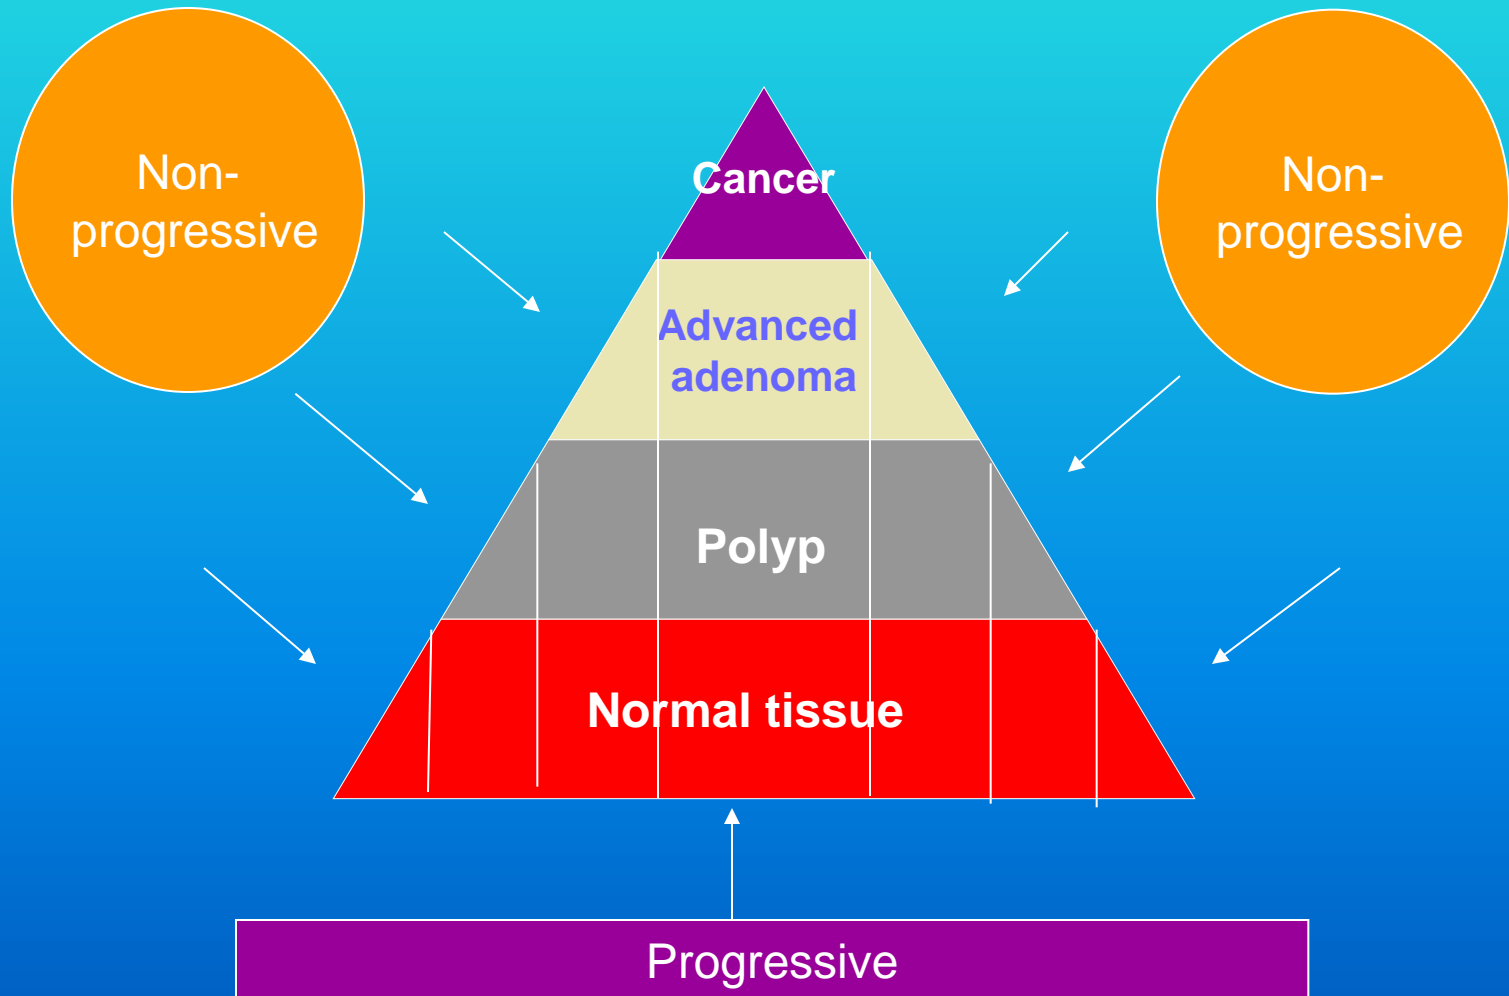 Non-
progressive
Non-
progressive
Cancer
Advanced
adenoma
Polyp
Normal tissue
Progressive